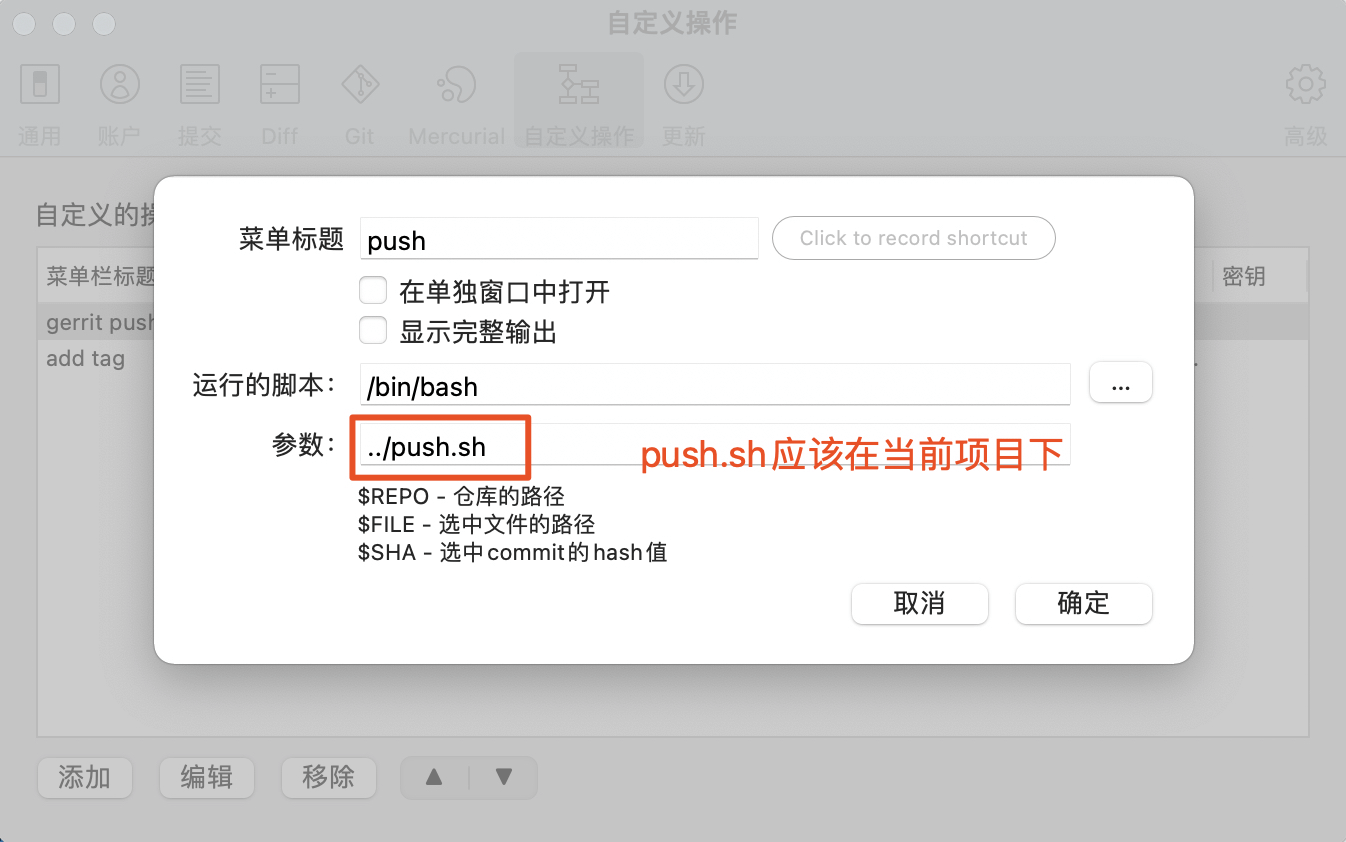 自定义操作
通用 账户 提交 Diff Git Mercurial 自定义操作 更新 高级
自定义的操
菜单栏标题 密钥
gerrit push
add tag
菜单标题 push Click to record shortcut
在单独窗口中打开
显示完整输出
运行的脚本: /bin/bash ...
参数: ../push.sh push.sh应该在当前项目下
$REPO - 仓库的路径
$FILE - 选中文件的路径
$SHA - 选中commit的hash值
取消 确定
添加 编辑 移除